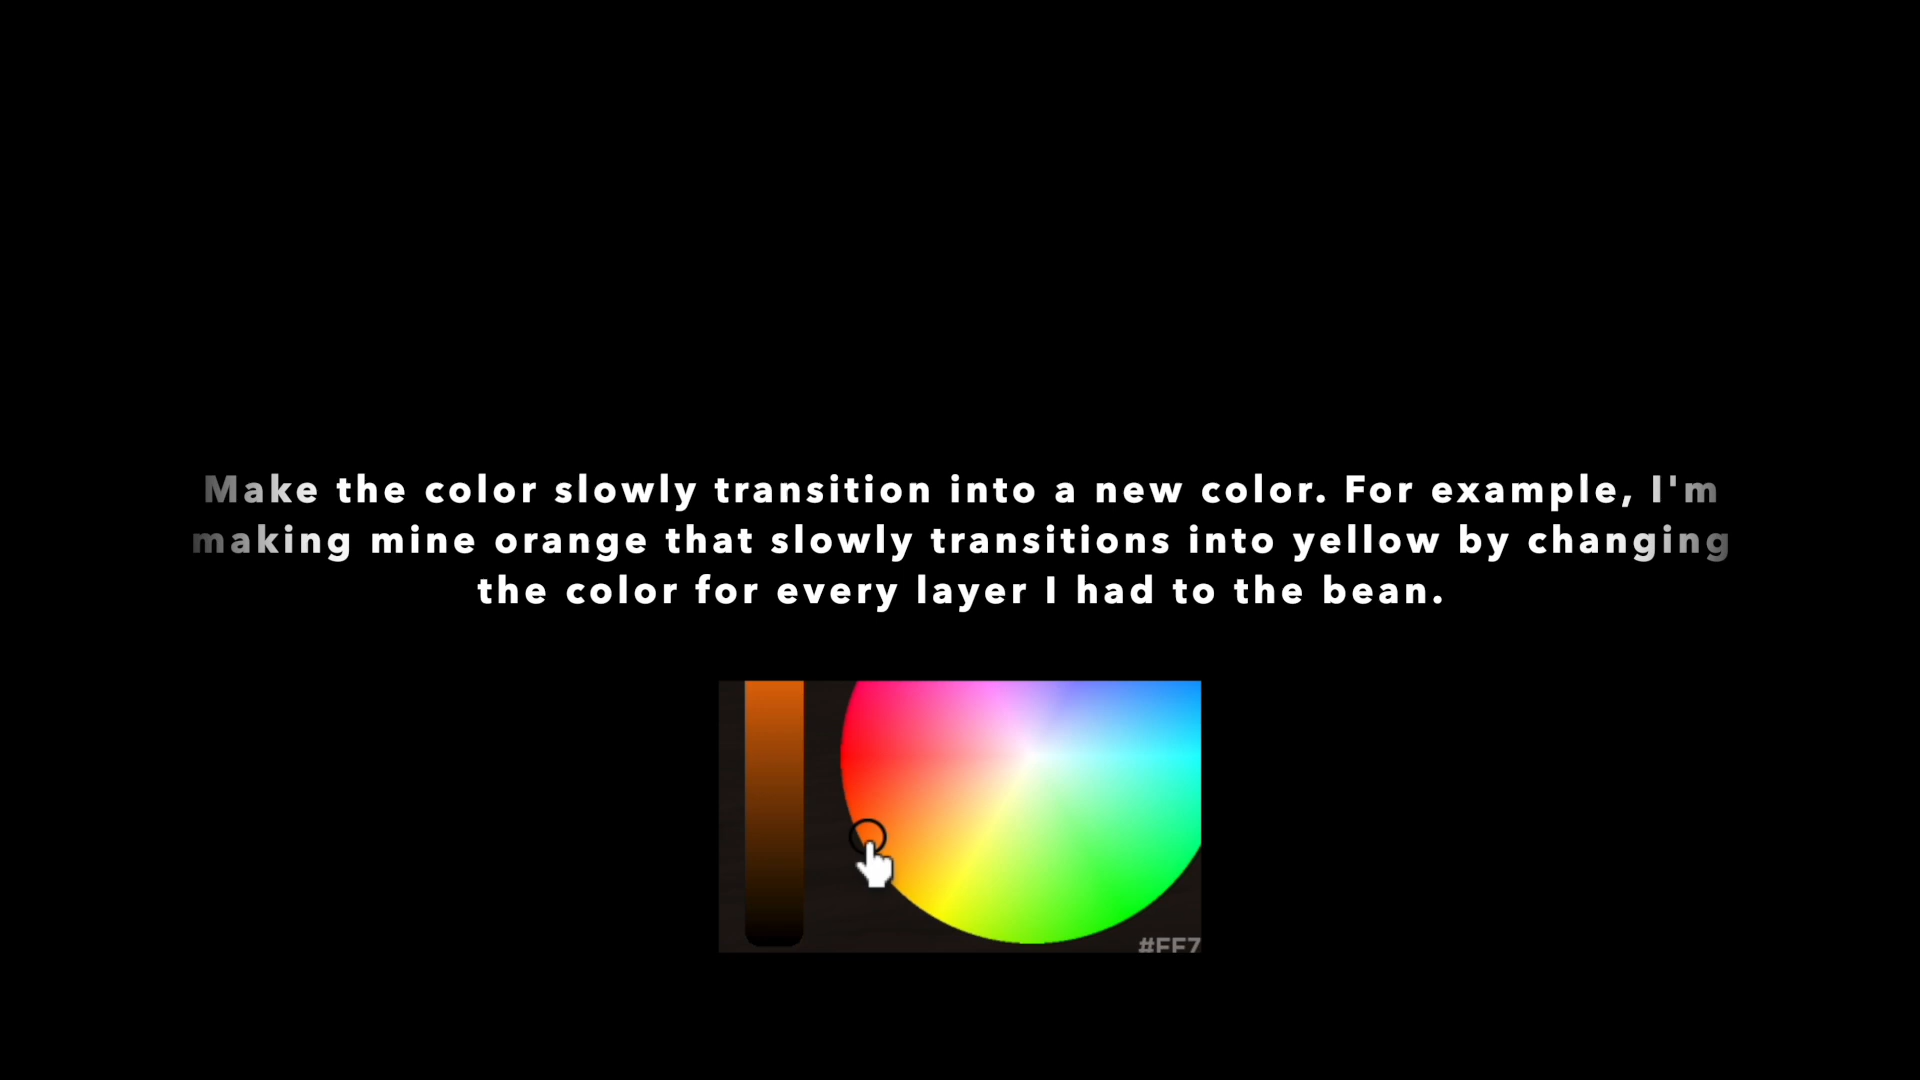 Make the color slowly transition into a new color. For example, I'm
making mine orange that slowly transitions into yellow by changing
the color for every layer I had to the bean.
#FF7